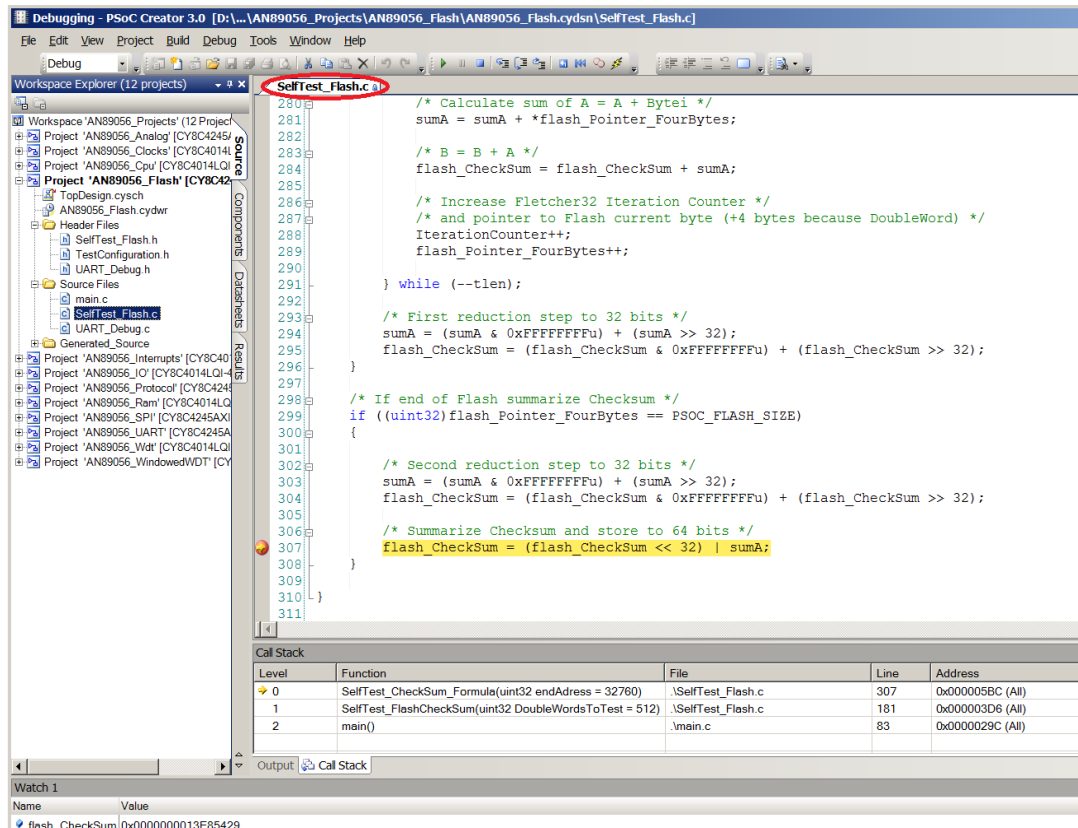 Debugging - PSoC Creator 3.0 [D:\...\AN89056_Projects\AN89056_Flash\AN89056_Flash.cydsn\SelfTest_Flash.c]
File Edit View Project Build Debug Tools Window Help
Debug
Workspace Explorer (12 projects)
Workspace 'AN89056_Projects' (12 Project
Project 'AN89056_Analog' [CY8C4245A
Project 'AN89056_Clocks' [CY8C4014L
Project 'AN89056_Cpu' [CY8C4014LQI
Project 'AN89056_Flash' [CY8C42
TopDesign.cysch
AN89056_Flash.cydwr
Header Files
SelfTest_Flash.h
TestConfiguration.h
UART_Debug.h
Source Files
main.c
SelfTest_Flash.c
UART_Debug.c
Generated_Source
Project 'AN89056_Interrupts' [CY8C40
Project 'AN89056_IO' [CY8C4014LQI-4
Project 'AN89056_Protocol' [CY8C4245
Project 'AN89056_Ram' [CY8C4014LQ
Project 'AN89056_SPI' [CY8C4245AXI
Project 'AN89056_UART' [CY8C4245A
Project 'AN89056_Wdt' [CY8C4014LQI
Project 'AN89056_WindowedWDT' [CY
Source
Components
Datasheets
Results
SelfTest_Flash.c
280 /* Calculate sum of A = A + Bytei */
281 sumA = sumA + *flash_Pointer_FourBytes;
282
283 /* B = B + A */
284 flash_CheckSum = flash_CheckSum + sumA;
285
286 /* Increase Fletcher32 Iteration Counter */
287 /* and pointer to Flash current byte (+4 bytes because DoubleWord) */
288 IterationCounter++;
289 flash_Pointer_FourBytes++;
290
291 } while (--tlen);
292
293 /* First reduction step to 32 bits */
294 sumA = (sumA & 0xFFFFFFFFu) + (sumA >> 32);
295 flash_CheckSum = (flash_CheckSum & 0xFFFFFFFFu) + (flash_CheckSum >> 32);
296 }
297
298 /* If end of Flash summarize Checksum */
299 if ((uint32)flash_Pointer_FourBytes == PSOC_FLASH_SIZE)
300 {
301
302 /* Second reduction step to 32 bits */
303 sumA = (sumA & 0xFFFFFFFFu) + (sumA >> 32);
304 flash_CheckSum = (flash_CheckSum & 0xFFFFFFFFu) + (flash_CheckSum >> 32);
305
306 /* Summarize Checksum and store to 64 bits */
307 flash_CheckSum = (flash_CheckSum << 32) | sumA;
308 }
309
310 }
311
Call Stack
Level Function File Line Address
0 SelfTest_CheckSum_Formula(uint32 endAdress = 32760) .\SelfTest_Flash.c 307 0x000005BC (All)
1 SelfTest_FlashCheckSum(uint32 DoubleWordsToTest = 512) .\SelfTest_Flash.c 181 0x000003D6 (All)
2 main() .\main.c 83 0x0000029C (All)
Output Call Stack
Watch 1
Name Value
flash_CheckSum 0x0000000013E85429